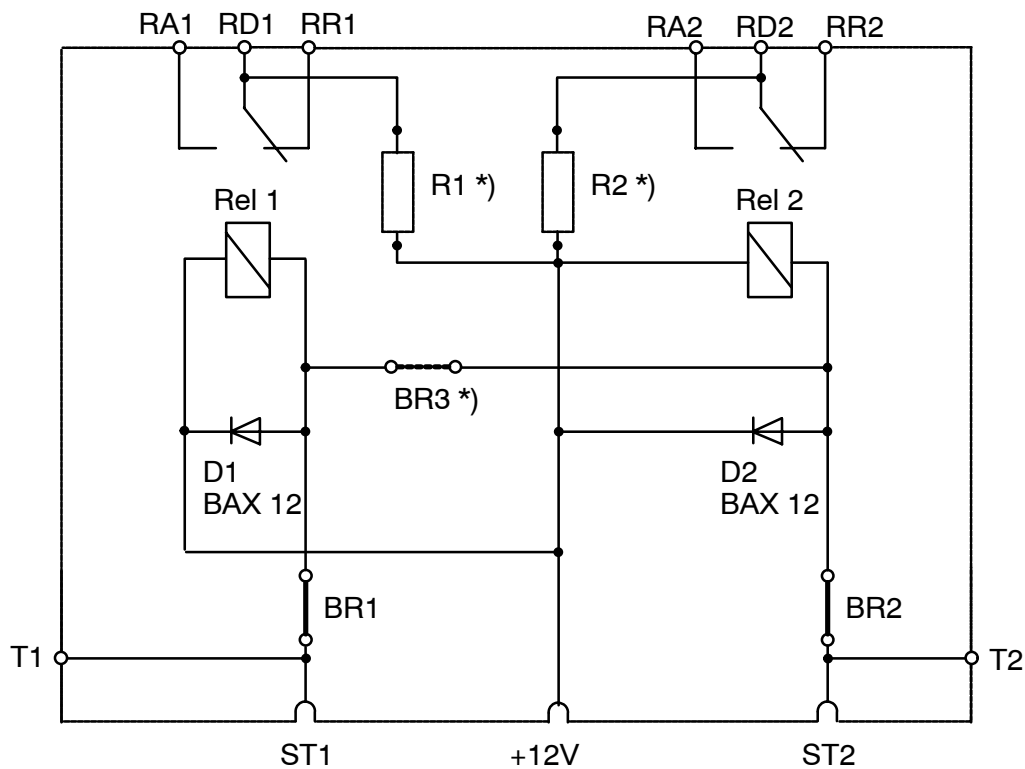 RA1 RD1 RR1 RA2 RD2 RR2
R1 *) R2 *)
Rel 1 Rel 2
BR3 *)
D1 D2
BAX 12 BAX 12
BR1 BR2
T1 T2
ST1 +12V ST2